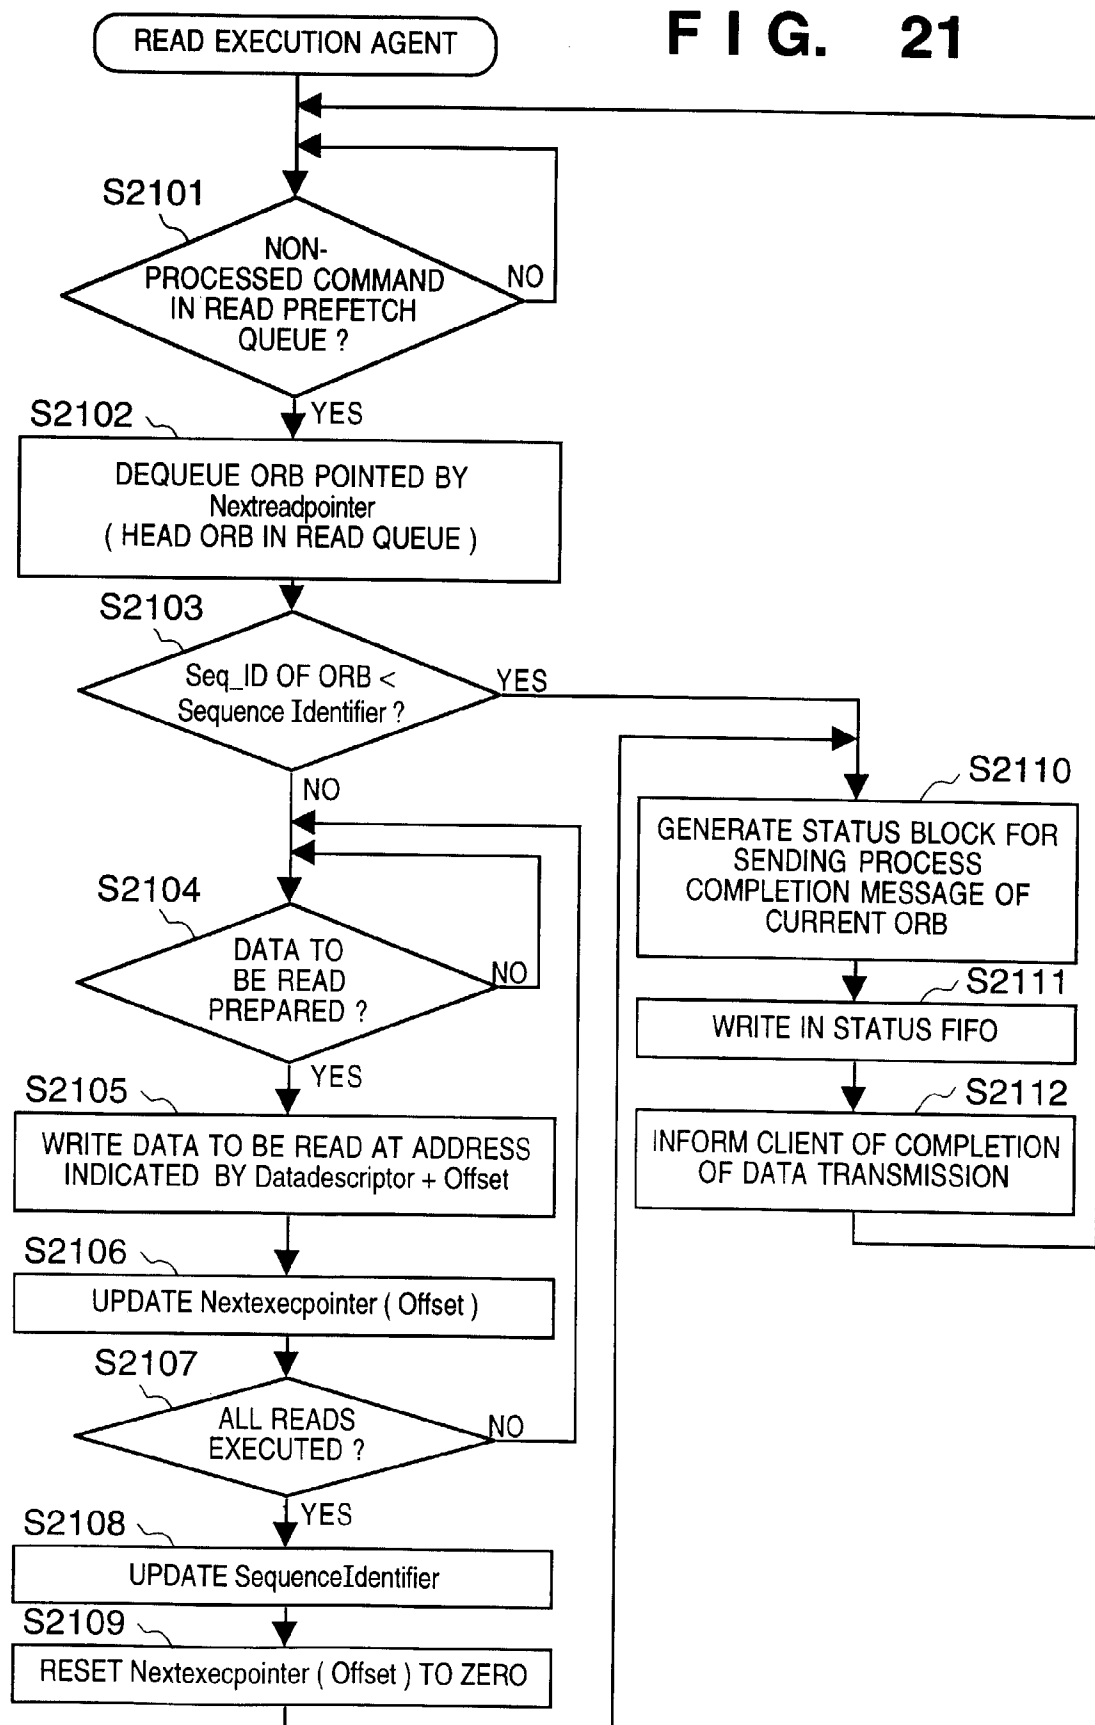 FIG. 21
READ EXECUTION AGENT
S2101
NON-
PROCESSED COMMAND
IN READ PREFETCH
QUEUE ?
NO
YES
S2102
DEQUEUE ORB POINTED BY
Nextreadpointer
( HEAD ORB IN READ QUEUE )
S2103
Seq_ID OF ORB <
Sequence Identifier ?
YES
NO
S2104
DATA TO
BE READ
PREPARED ?
NO
YES
S2105
WRITE DATA TO BE READ AT ADDRESS
INDICATED BY Datadescriptor + Offset
S2106
UPDATE Nextexecpointer ( Offset )
S2107
ALL READS
EXECUTED ?
NO
YES
S2108
UPDATE SequenceIdentifier
S2109
RESET Nextexecpointer ( Offset ) TO ZERO
S2110
GENERATE STATUS BLOCK FOR
SENDING PROCESS
COMPLETION MESSAGE OF
CURRENT ORB
S2111
WRITE IN STATUS FIFO
S2112
INFORM CLIENT OF COMPLETION
OF DATA TRANSMISSION